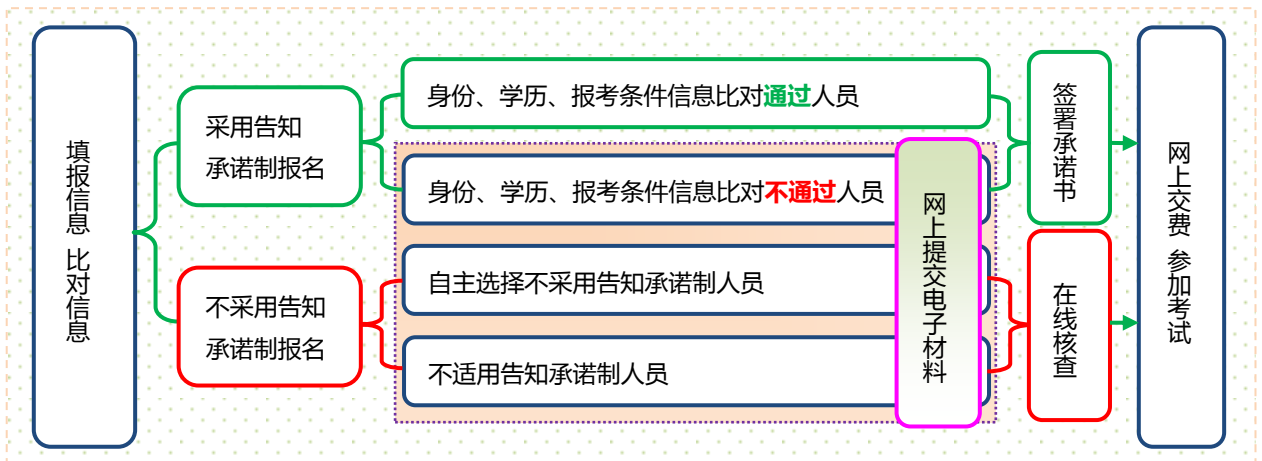 填报信息 比对信息
采用告知
承诺制报名
不采用告知
承诺制报名
身份、学历、报考条件信息比对通过人员
身份、学历、报考条件信息比对不通过人员
自主选择不采用告知承诺制人员
不适用告知承诺制人员
网上提交电子材料
签署承诺书
在线核查
网上交费 参加考试